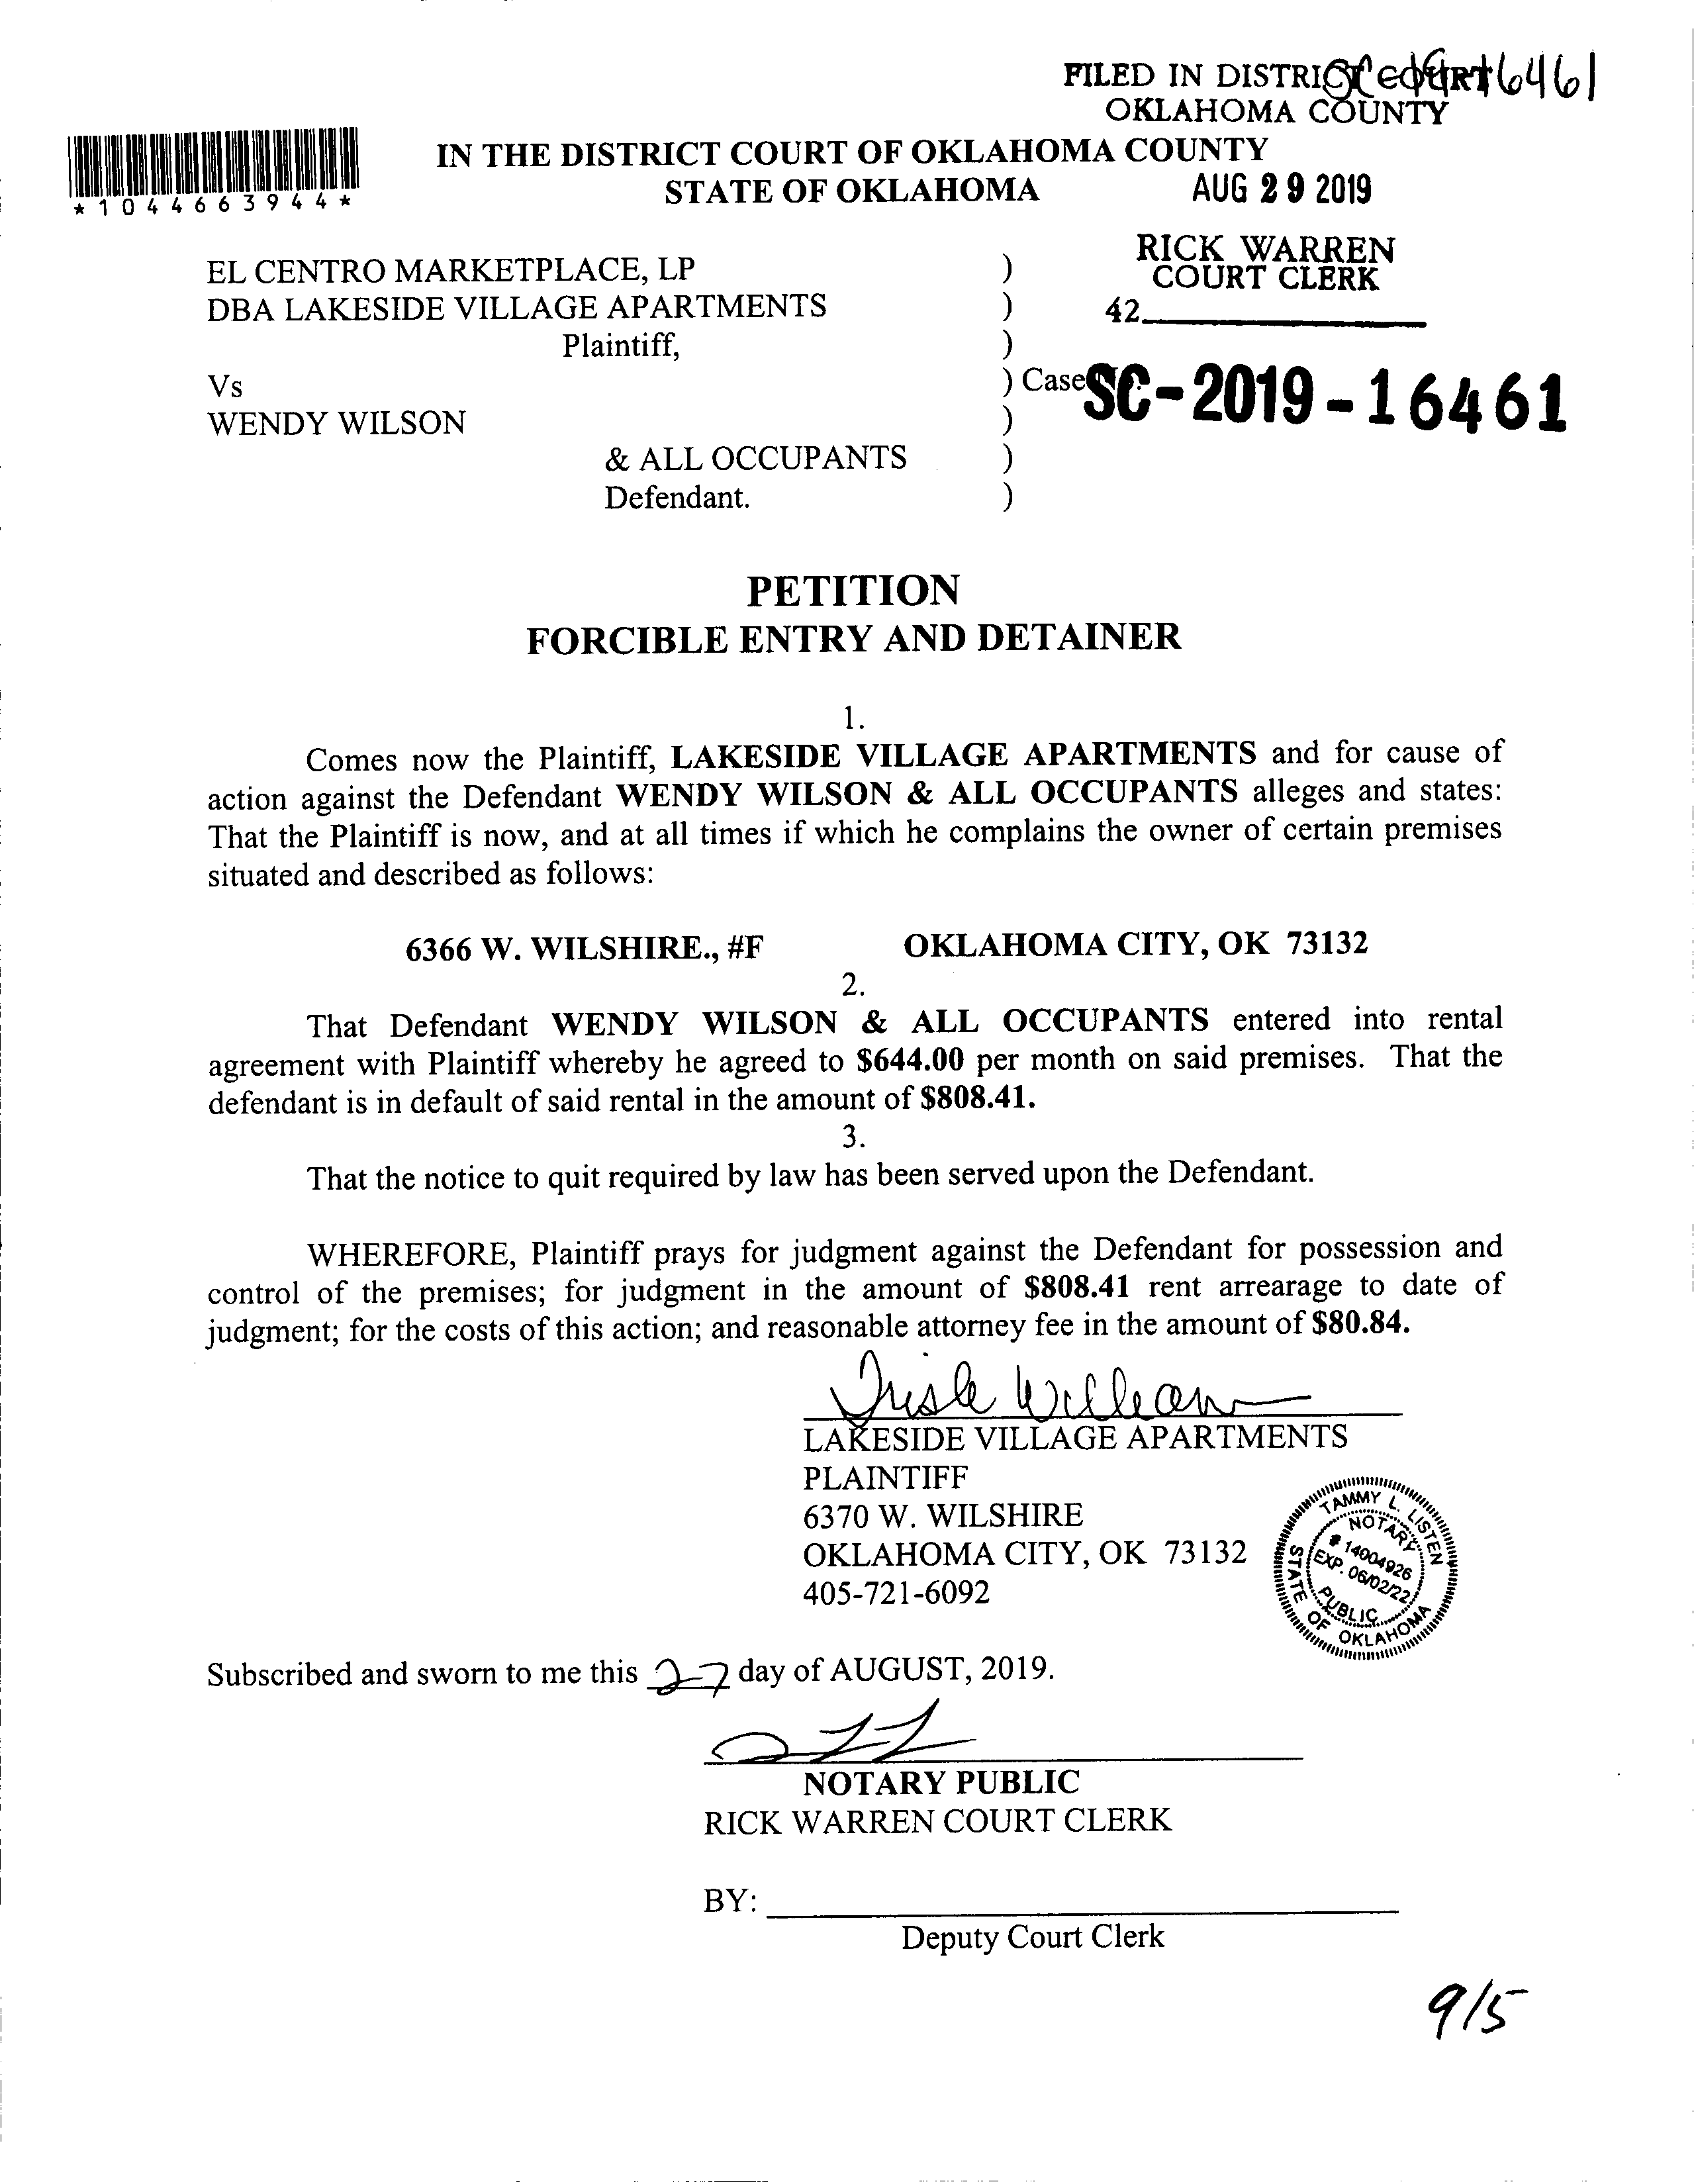 FILED IN DISTRICT COURT
SC-19-16461
OKLAHOMA COUNTY
IN THE DISTRICT COURT OF OKLAHOMA COUNTY
*1044663944*
STATE OF OKLAHOMA
AUG 29 2019
RICK WARREN
COURT CLERK
42
EL CENTRO MARKETPLACE, LP )
DBA LAKESIDE VILLAGE APARTMENTS )
Plaintiff, )
Vs ) Case SC-2019-16461
WENDY WILSON )
& ALL OCCUPANTS )
Defendant. )
PETITION
FORCIBLE ENTRY AND DETAINER
1.
Comes now the Plaintiff, LAKESIDE VILLAGE APARTMENTS and for cause of
action against the Defendant WENDY WILSON & ALL OCCUPANTS alleges and states:
That the Plaintiff is now, and at all times if which he complains the owner of certain premises
situated and described as follows:
6366 W. WILSHIRE., #F OKLAHOMA CITY, OK 73132
2.
That Defendant WENDY WILSON & ALL OCCUPANTS entered into rental
agreement with Plaintiff whereby he agreed to $644.00 per month on said premises. That the
defendant is in default of said rental in the amount of $808.41.
3.
That the notice to quit required by law has been served upon the Defendant.
WHEREFORE, Plaintiff prays for judgment against the Defendant for possession and
control of the premises; for judgment in the amount of $808.41 rent arrearage to date of
judgment; for the costs of this action; and reasonable attorney fee in the amount of $80.84.
LAKESIDE VILLAGE APARTMENTS
PLAINTIFF
6370 W. WILSHIRE
OKLAHOMA CITY, OK 73132
405-721-6092
TAMMY L. LISTEN
NOTARY
# 14004926
EXP. 06/02/22
PUBLIC
STATE OF OKLAHOMA
Subscribed and sworn to me this 27 day of AUGUST, 2019.
NOTARY PUBLIC
RICK WARREN COURT CLERK
BY:
Deputy Court Clerk
9/5